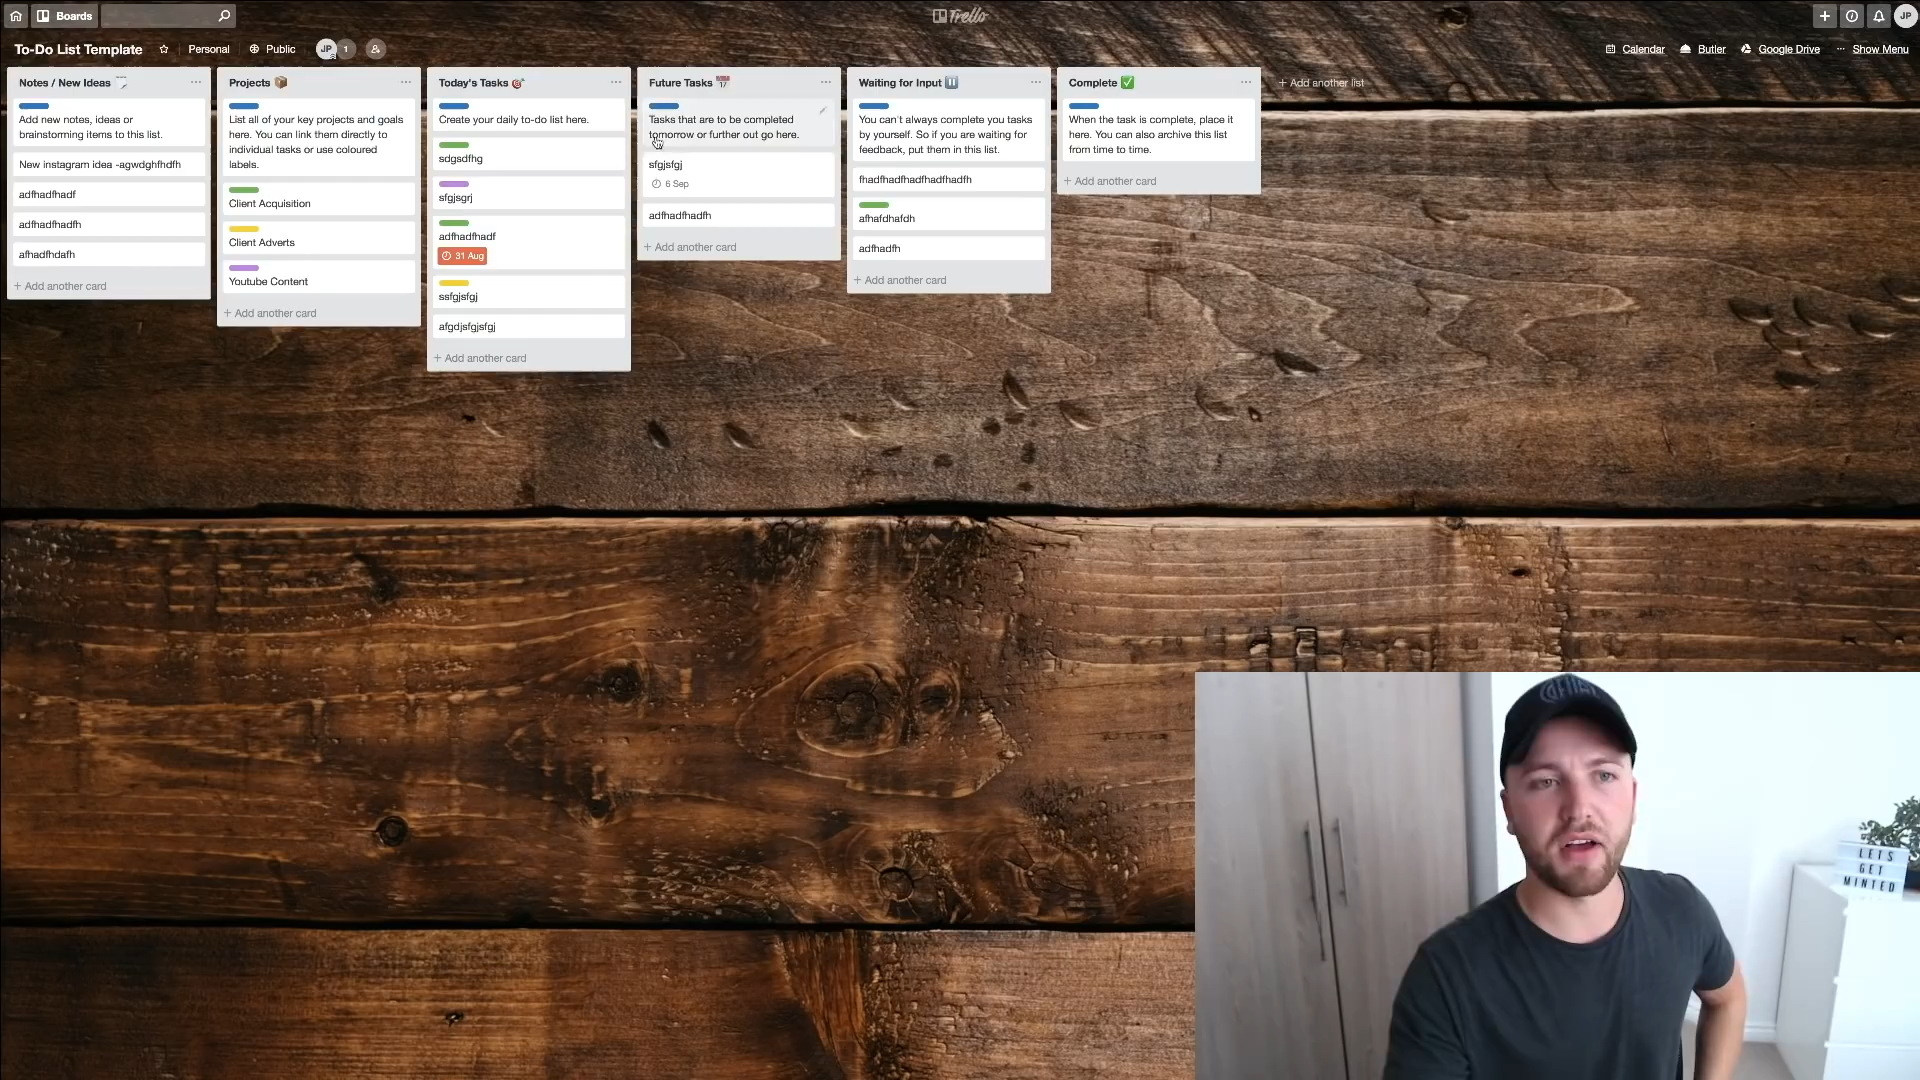 Boards
Trello
JP
To-Do List Template
Personal
Public
JP
1
Calendar
Butler
Google Drive
Show Menu
Notes / New Ideas
Add new notes, ideas or
brainstorming items to this list.
New instagram idea -agwdghfhdfh
adfhadfhadf
adfhadfhadfh
afhadfhdafh
+ Add another card
Projects
List all of your key projects and goals
here. You can link them directly to
individual tasks or use coloured
labels.
Client Acquisition
Client Adverts
Youtube Content
+ Add another card
Today's Tasks
Create your daily to-do list here.
sdgsdfhg
sfgjsgrj
adfhadfhadf
31 Aug
ssfgjsfgj
afgdjsfgjsfgj
+ Add another card
Future Tasks
Tasks that are to be completed
tomorrow or further out go here.
sfgjsfgj
6 Sep
adfhadfhadfh
+ Add another card
Waiting for Input
You can't always complete you tasks
by yourself. So if you are waiting for
feedback, put them in this list.
fhadfhadfhadfhadfhadfh
afhafdhafdh
adfhadfh
+ Add another card
Complete
When the task is complete, place it
here. You can also archive this list
from time to time.
+ Add another card
+ Add another list
LETS
GET
MINTED